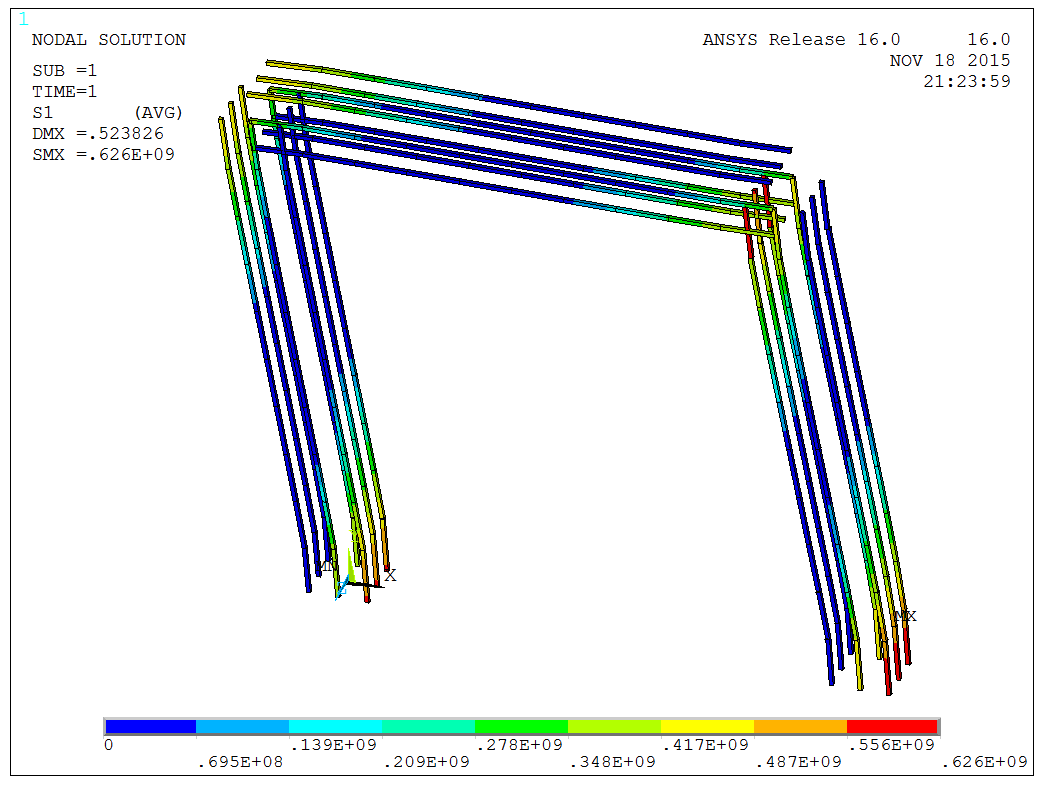 1
NODAL SOLUTION
SUB =1
TIME=1
S1 (AVG)
DMX =.523826
SMX =.626E+09
ANSYS Release 16.0 16.0
NOV 18 2015
21:23:59
MN
X
Z
MX
0 .139E+09 .278E+09 .417E+09 .556E+09
.695E+08 .209E+09 .348E+09 .487E+09 .626E+09